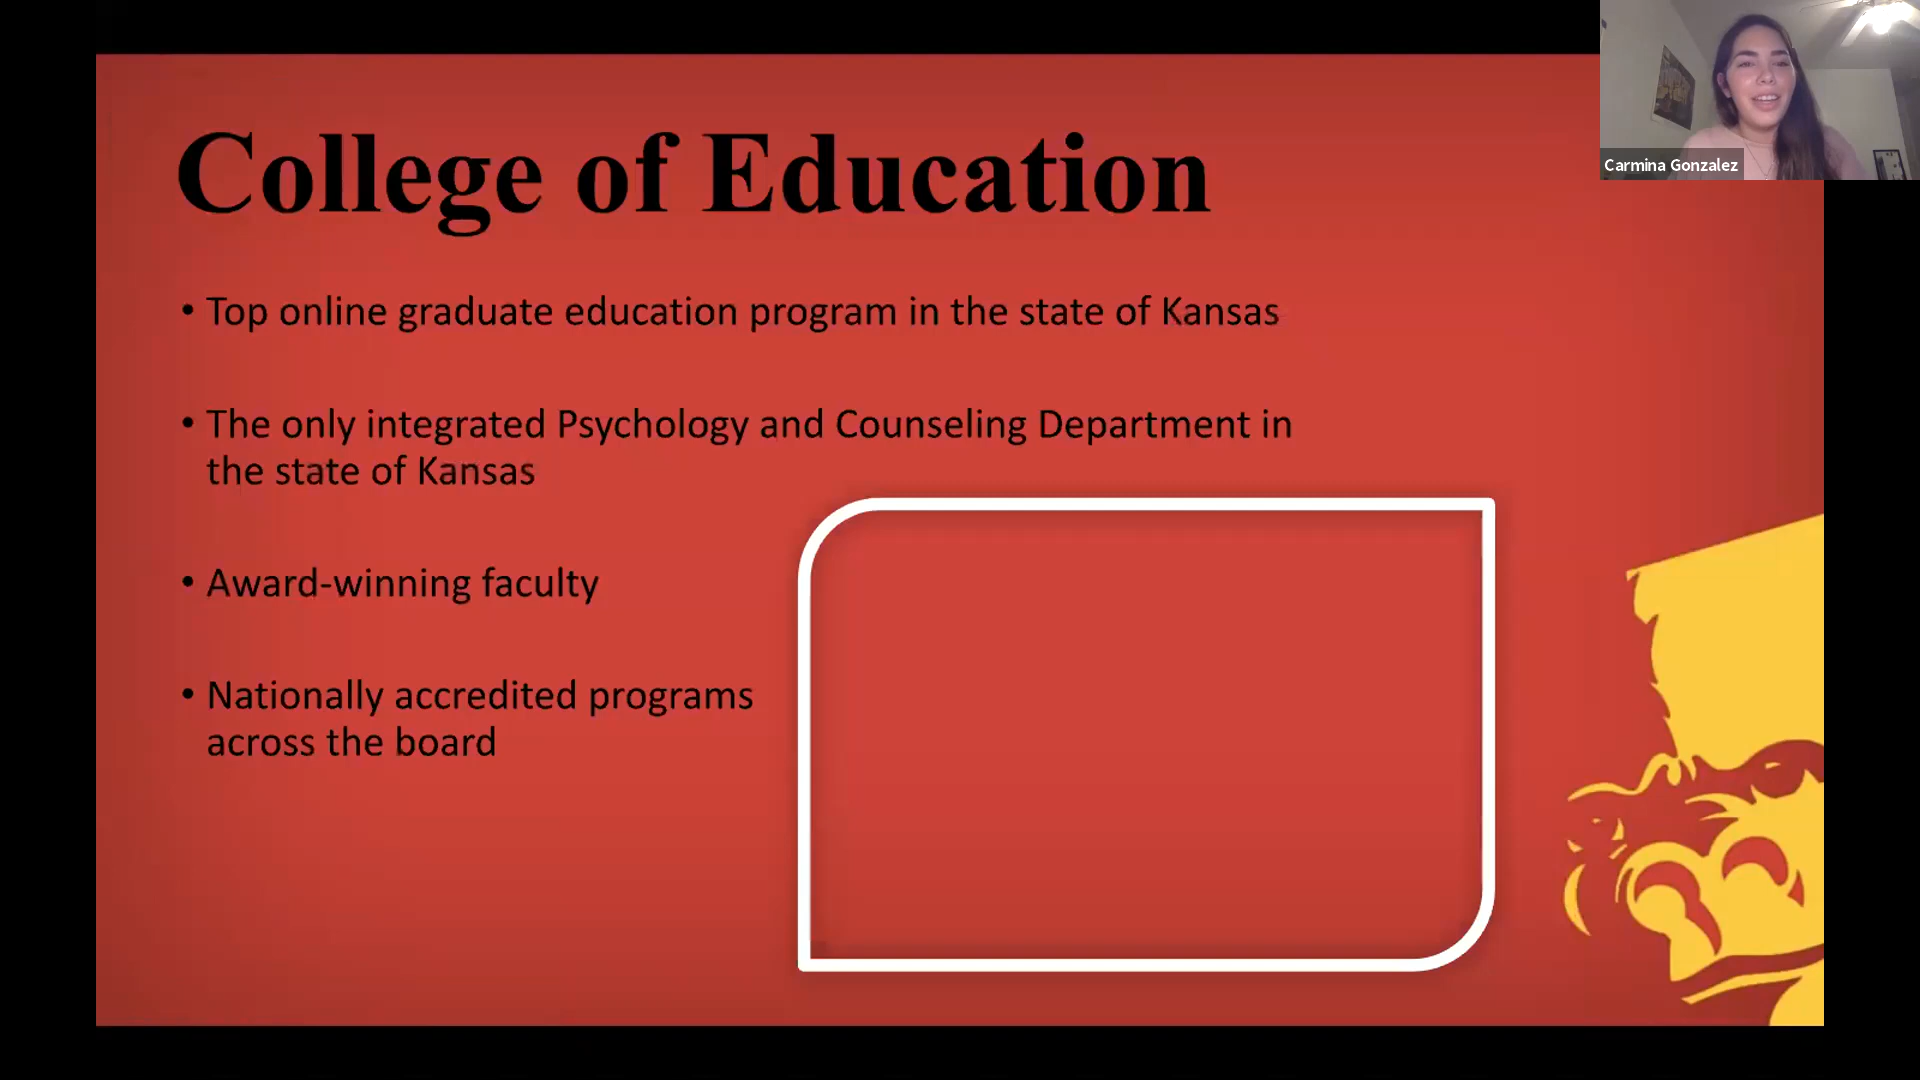 College of Education
• Top online graduate education program in the state of Kansas
• The only integrated Psychology and Counseling Department in
the state of Kansas
• Award-winning faculty
• Nationally accredited programs
across the board
Carmina Gonzalez